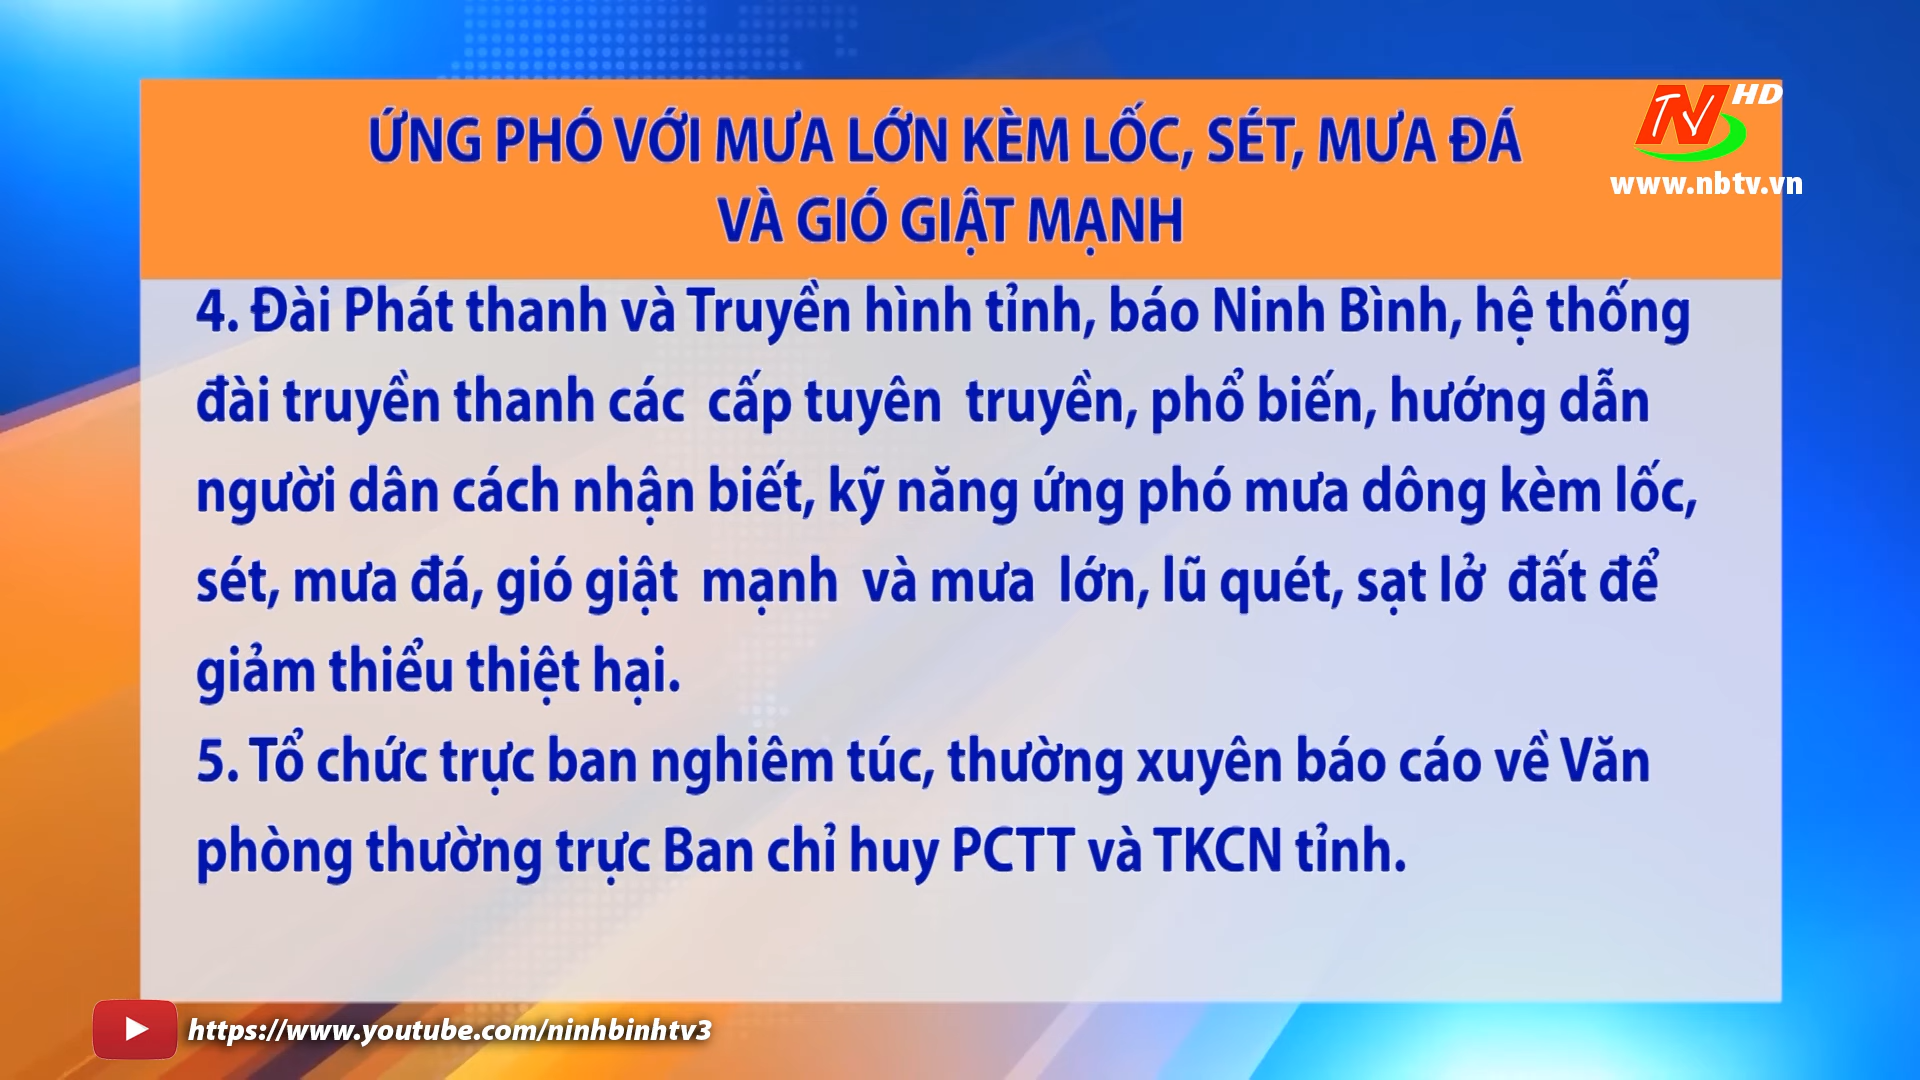 ỨNG PHÓ VỚI MƯA LỚN KÈM LỐC, SÉT, MƯA ĐÁ
VÀ GIÓ GIẬT MẠNH
NTV HD
www.nbtv.vn
4. Đài Phát thanh và Truyền hình tỉnh, báo Ninh Bình, hệ thống
đài truyền thanh các cấp tuyên truyền, phổ biến, hướng dẫn
người dân cách nhận biết, kỹ năng ứng phó mưa dông kèm lốc,
sét, mưa đá, gió giật mạnh và mưa lớn, lũ quét, sạt lở đất để
giảm thiểu thiệt hại.
5. Tổ chức trực ban nghiêm túc, thường xuyên báo cáo về Văn
phòng thường trực Ban chỉ huy PCTT và TKCN tỉnh.
https://www.youtube.com/ninhbinhtv3